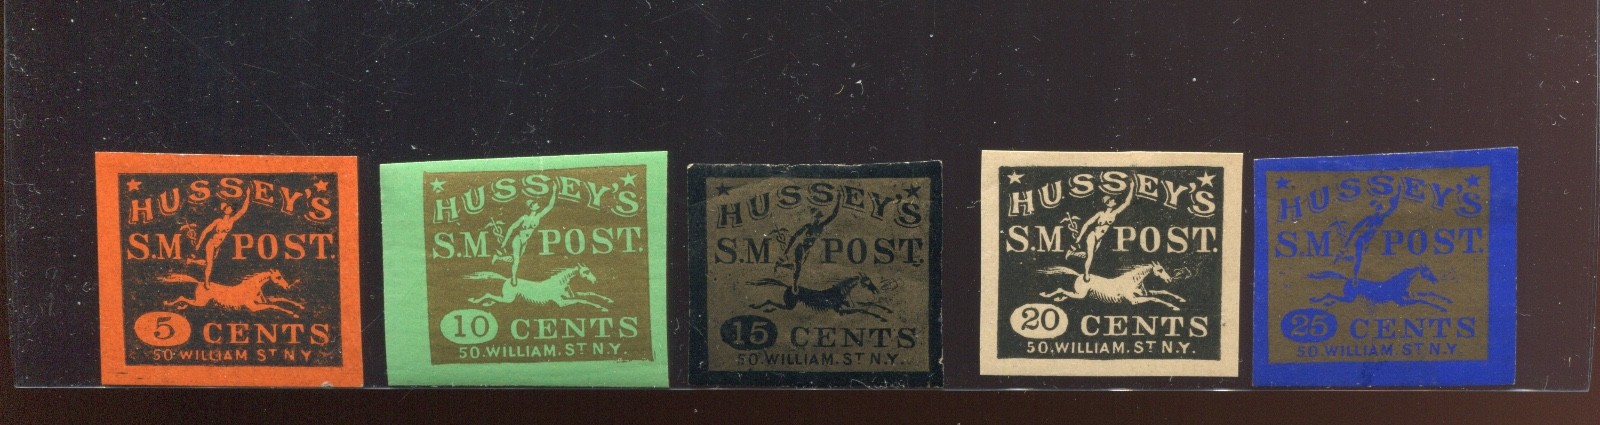 HUSSEY'S
S.M POST.
5 CENTS
50.WILLIAM.ST N.Y.
HUSSEY'S
S.M POST.
10 CENTS
50.WILLIAM.ST N.Y.
HUSSEY'S
S.M POST.
15 CENTS
50.WILLIAM.ST N.Y.
HUSSEY'S
S.M POST.
20 CENTS
50.WILLIAM.ST N.Y.
HUSSEY'S
S.M POST.
25 CENTS
50.WILLIAM.ST N.Y.